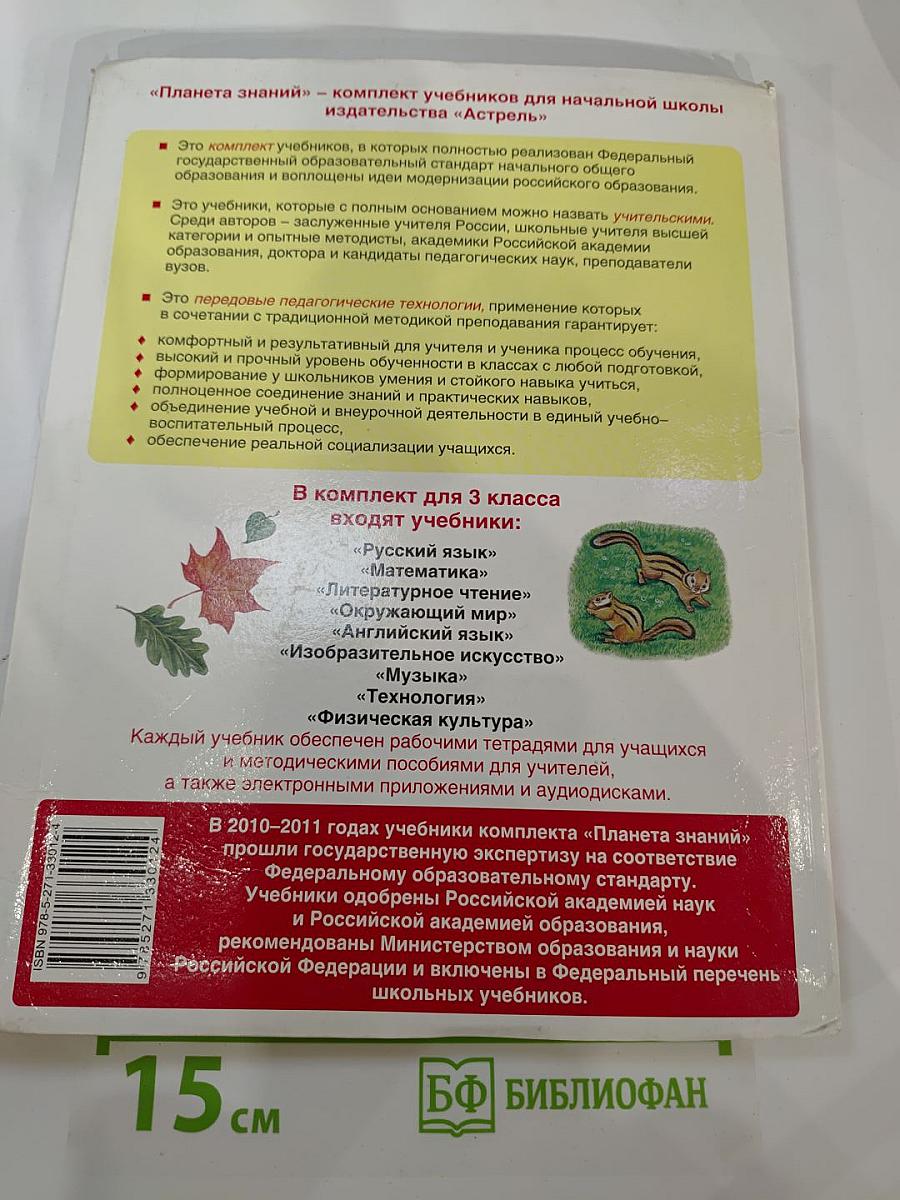 «Планета знаний» – комплект учебников для начальной школы
издательства «Астрель»
Это комплект учебников, в которых полностью реализован Федеральный
государственный образовательный стандарт начального общего
образования и воплощены идеи модернизации российского образования.
Это учебники, которые с полным основанием можно назвать учительскими.
Среди авторов – заслуженные учителя России, школьные учителя высшей
категории и опытные методисты, академики Российской академии
образования, доктора и кандидаты педагогических наук, преподаватели
вузов.
Это передовые педагогические технологии, применение которых
в сочетании с традиционной методикой преподавания гарантирует:
комфортный и результативный для учителя и ученика процесс обучения,
высокий и прочный уровень обученности в классах с любой подготовкой,
формирование у школьников умения и стойкого навыка учиться,
полноценное соединение знаний и практических навыков,
объединение учебной и внеурочной деятельности в единый учебно–
воспитательный процесс,
обеспечение реальной социализации учащихся.
В комплект для 3 класса
входят учебники:
«Русский язык»
«Математика»
«Литературное чтение»
«Окружающий мир»
«Английский язык»
«Изобразительное искусство»
«Музыка»
«Технология»
«Физическая культура»
Каждый учебник обеспечен рабочими тетрадями для учащихся
и методическими пособиями для учителей,
а также электронными приложениями и аудиодисками.
В 2010–2011 годах учебники комплекта «Планета знаний»
прошли государственную экспертизу на соответствие
Федеральному образовательному стандарту.
Учебники одобрены Российской академией наук
и Российской академией образования,
рекомендованы Министерством образования и науки
Российской Федерации и включены в Федеральный перечень
школьных учебников.
ISBN 978-5-271-33012-4
9 785271 330124
15 см
БФ БИБЛИОФАН